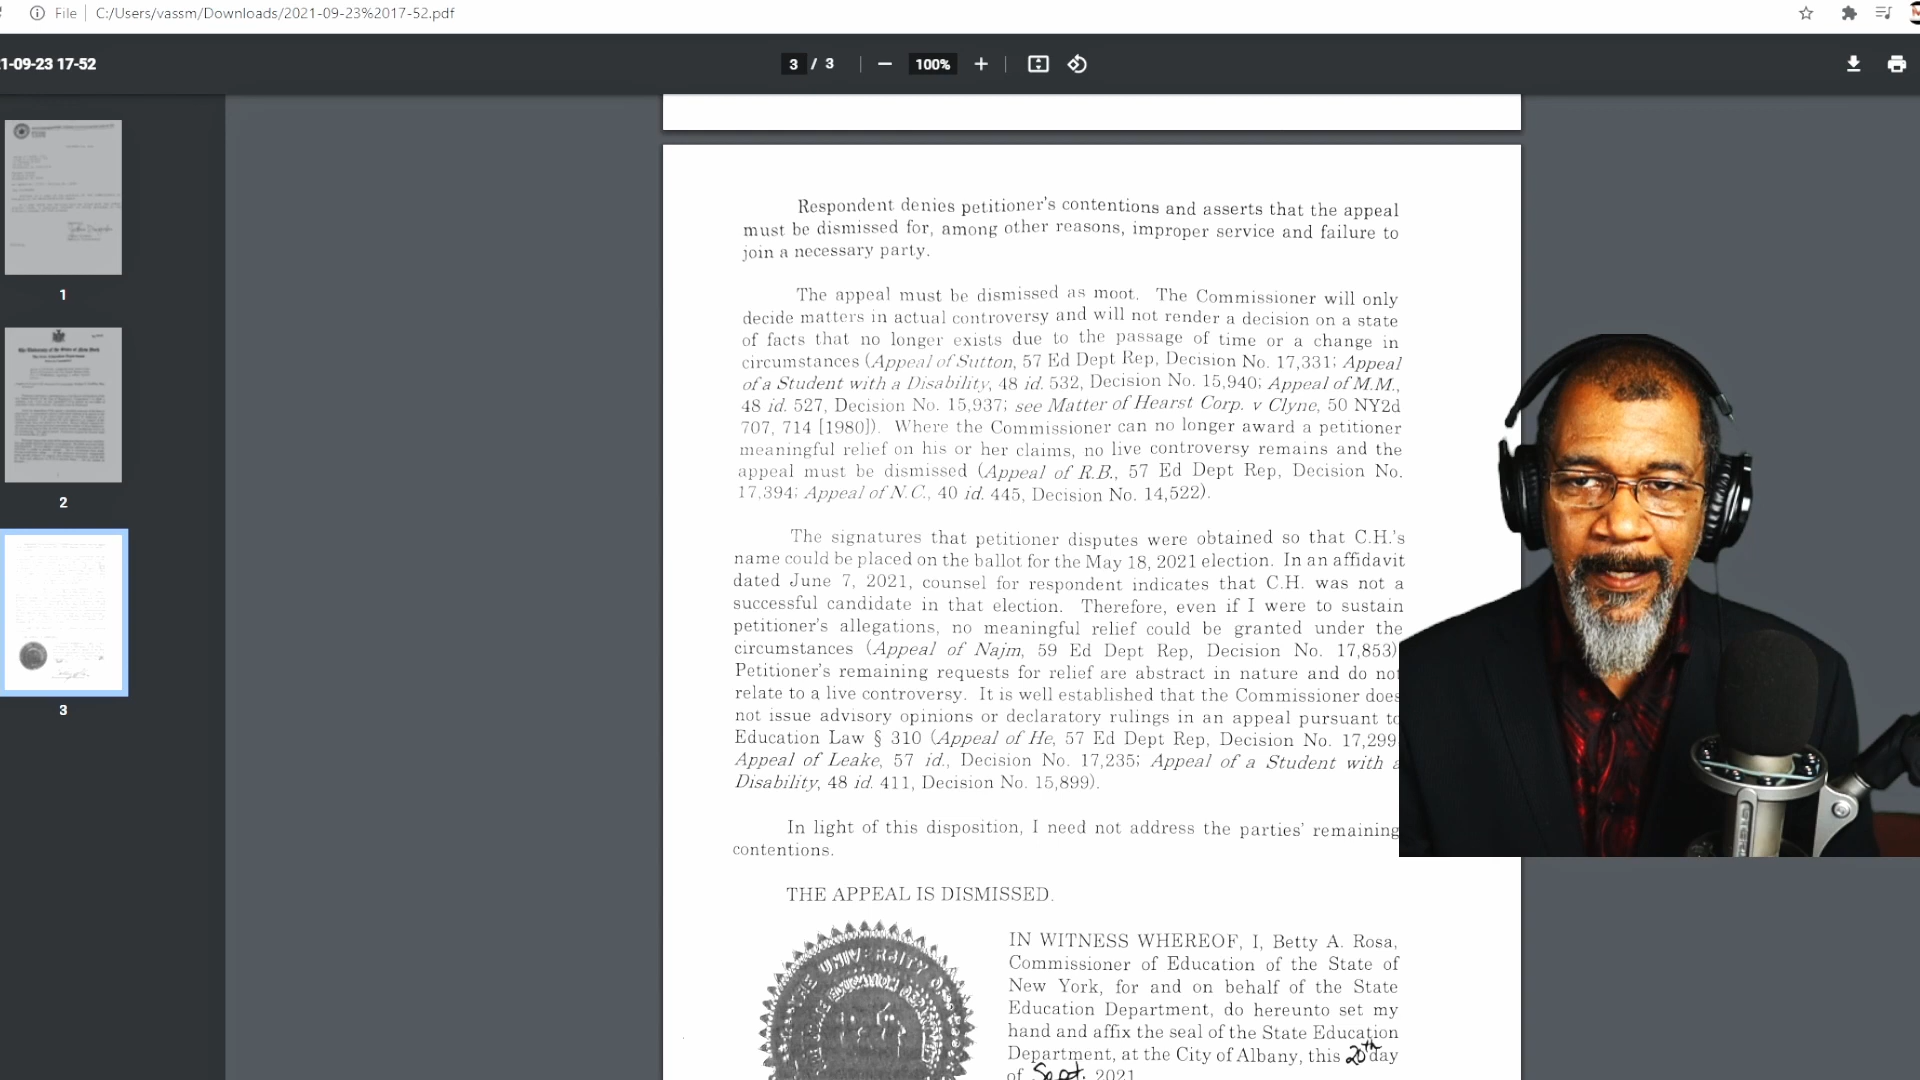 File C:/Users/vassm/Downloads/2021-09-23%2017-52.pdf
1-09-23 17-52
3 / 3
100%
1
2
3
Respondent denies petitioner's contentions and asserts that the appeal
must be dismissed for, among other reasons, improper service and failure to
join a necessary party.
The appeal must be dismissed as moot. The Commissioner will only
decide matters in actual controversy and will not render a decision on a state
of facts that no longer exists due to the passage of time or a change in
circumstances (Appeal of Sutton, 57 Ed Dept Rep, Decision No. 17,331; Appeal
of a Student with a Disability, 48 id. 532, Decision No. 15,940; Appeal of M.M.,
48 id. 527, Decision No. 15,937; see Matter of Hearst Corp. v Clyne, 50 NY2d
707, 714 [1980]). Where the Commissioner can no longer award a petitioner
meaningful relief on his or her claims, no live controversy remains and the
appeal must be dismissed (Appeal of R.B., 57 Ed Dept Rep, Decision No.
17,394; Appeal of N.C., 40 id. 445, Decision No. 14,522).
The signatures that petitioner disputes were obtained so that C.H.'s
name could be placed on the ballot for the May 18, 2021 election. In an affidavit
dated June 7, 2021, counsel for respondent indicates that C.H. was not a
successful candidate in that election. Therefore, even if I were to sustain
petitioner's allegations, no meaningful relief could be granted under the
circumstances (Appeal of Najm, 59 Ed Dept Rep, Decision No. 17,853)
Petitioner's remaining requests for relief are abstract in nature and do not
relate to a live controversy. It is well established that the Commissioner does
not issue advisory opinions or declaratory rulings in an appeal pursuant to
Education Law § 310 (Appeal of He, 57 Ed Dept Rep, Decision No. 17,299
Appeal of Leake, 57 id., Decision No. 17,235; Appeal of a Student with a
Disability, 48 id. 411, Decision No. 15,899).
In light of this disposition, I need not address the parties' remaining
contentions.
THE APPEAL IS DISMISSED.
IN WITNESS WHEREOF, I, Betty A. Rosa,
Commissioner of Education of the State of
New York, for and on behalf of the State
Education Department, do hereunto set my
hand and affix the seal of the State Education
Department, at the City of Albany, this 20th day
of Sept. 2021